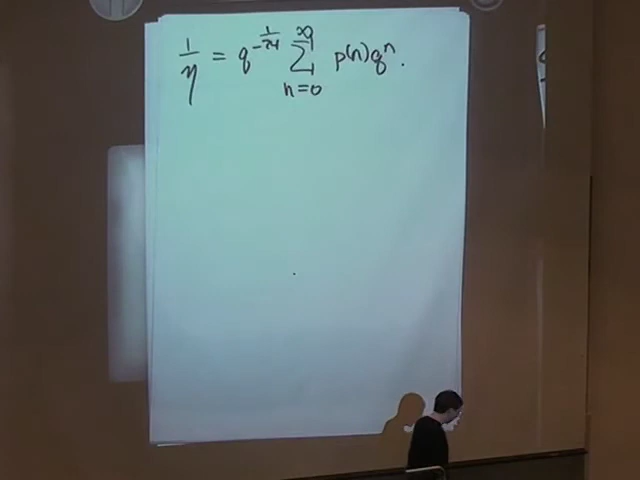 1/η = q^{-1/24} ∑_{n=0}^{∞} p(n)q^n.